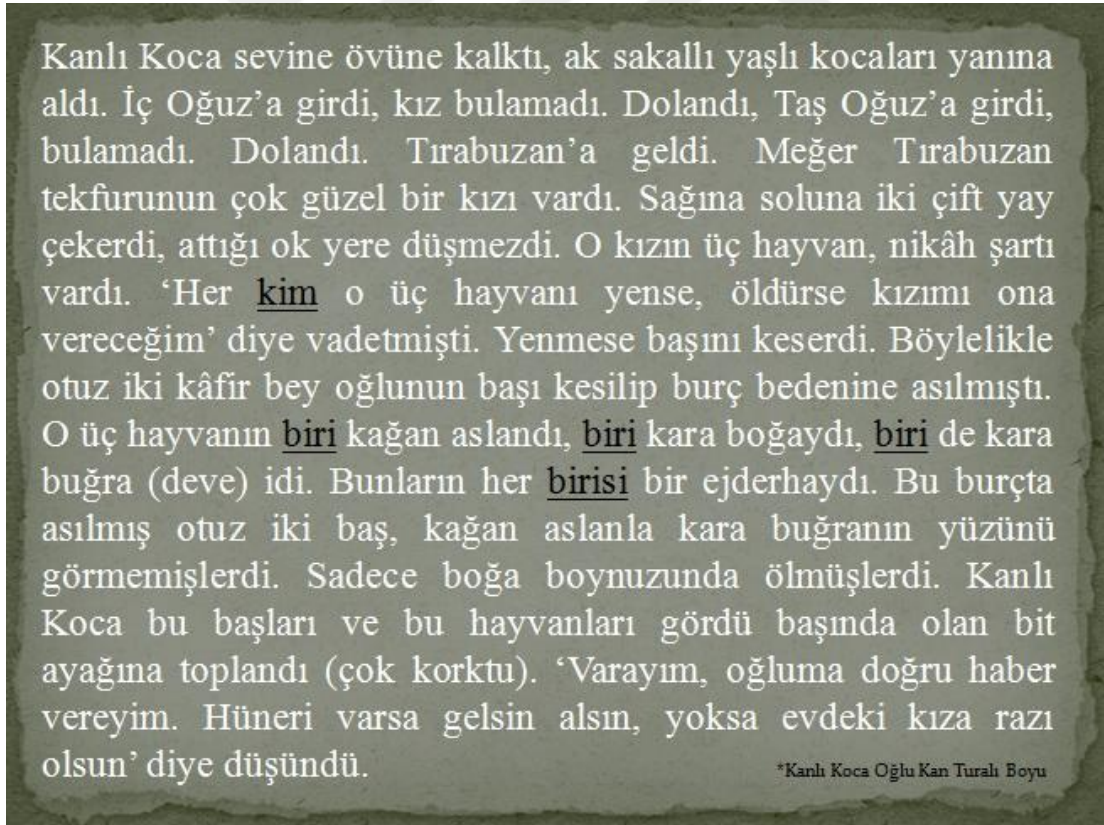 Kanlı Koca sevine övüne kalktı, ak sakallı yaşlı kocaları yanına
aldı. İç Oğuz’a girdi, kız bulamadı. Dolandı, Taş Oğuz’a girdi,
bulamadı. Dolandı. Tırabuzan’a geldi. Meğer Tırabuzan
tekfurunun çok güzel bir kızı vardı. Sağına soluna iki çift yay
çekerdi, attığı ok yere düşmezdi. O kızın üç hayvan, nikâh şartı
vardı. ‘Her kim o üç hayvanı yense, öldürse kızımı ona
vereceğim’ diye vadetmişti. Yenmese başını keserdi. Böylelikle
otuz iki kâfir bey oğlunun başı kesilip burç bedenine asılmıştı.
O üç hayvanın biri kağan aslandı, biri kara boğaydı, biri de kara
buğra (deve) idi. Bunların her birisi bir ejderhaydı. Bu burçta
asılmış otuz iki baş, kağan aslanla kara buğranın yüzünü
görmemişlerdi. Sadece boğa boynuzunda ölmüşlerdi. Kanlı
Koca bu başları ve bu hayvanları gördü başında olan bit
ayağına toplandı (çok korktu). ‘Varayım, oğluma doğru haber
vereyim. Hüneri varsa gelsin alsın, yoksa evdeki kıza razı
olsun’ diye düşündü.
*Kanlı Koca Oğlu Kan Turalı Boyu